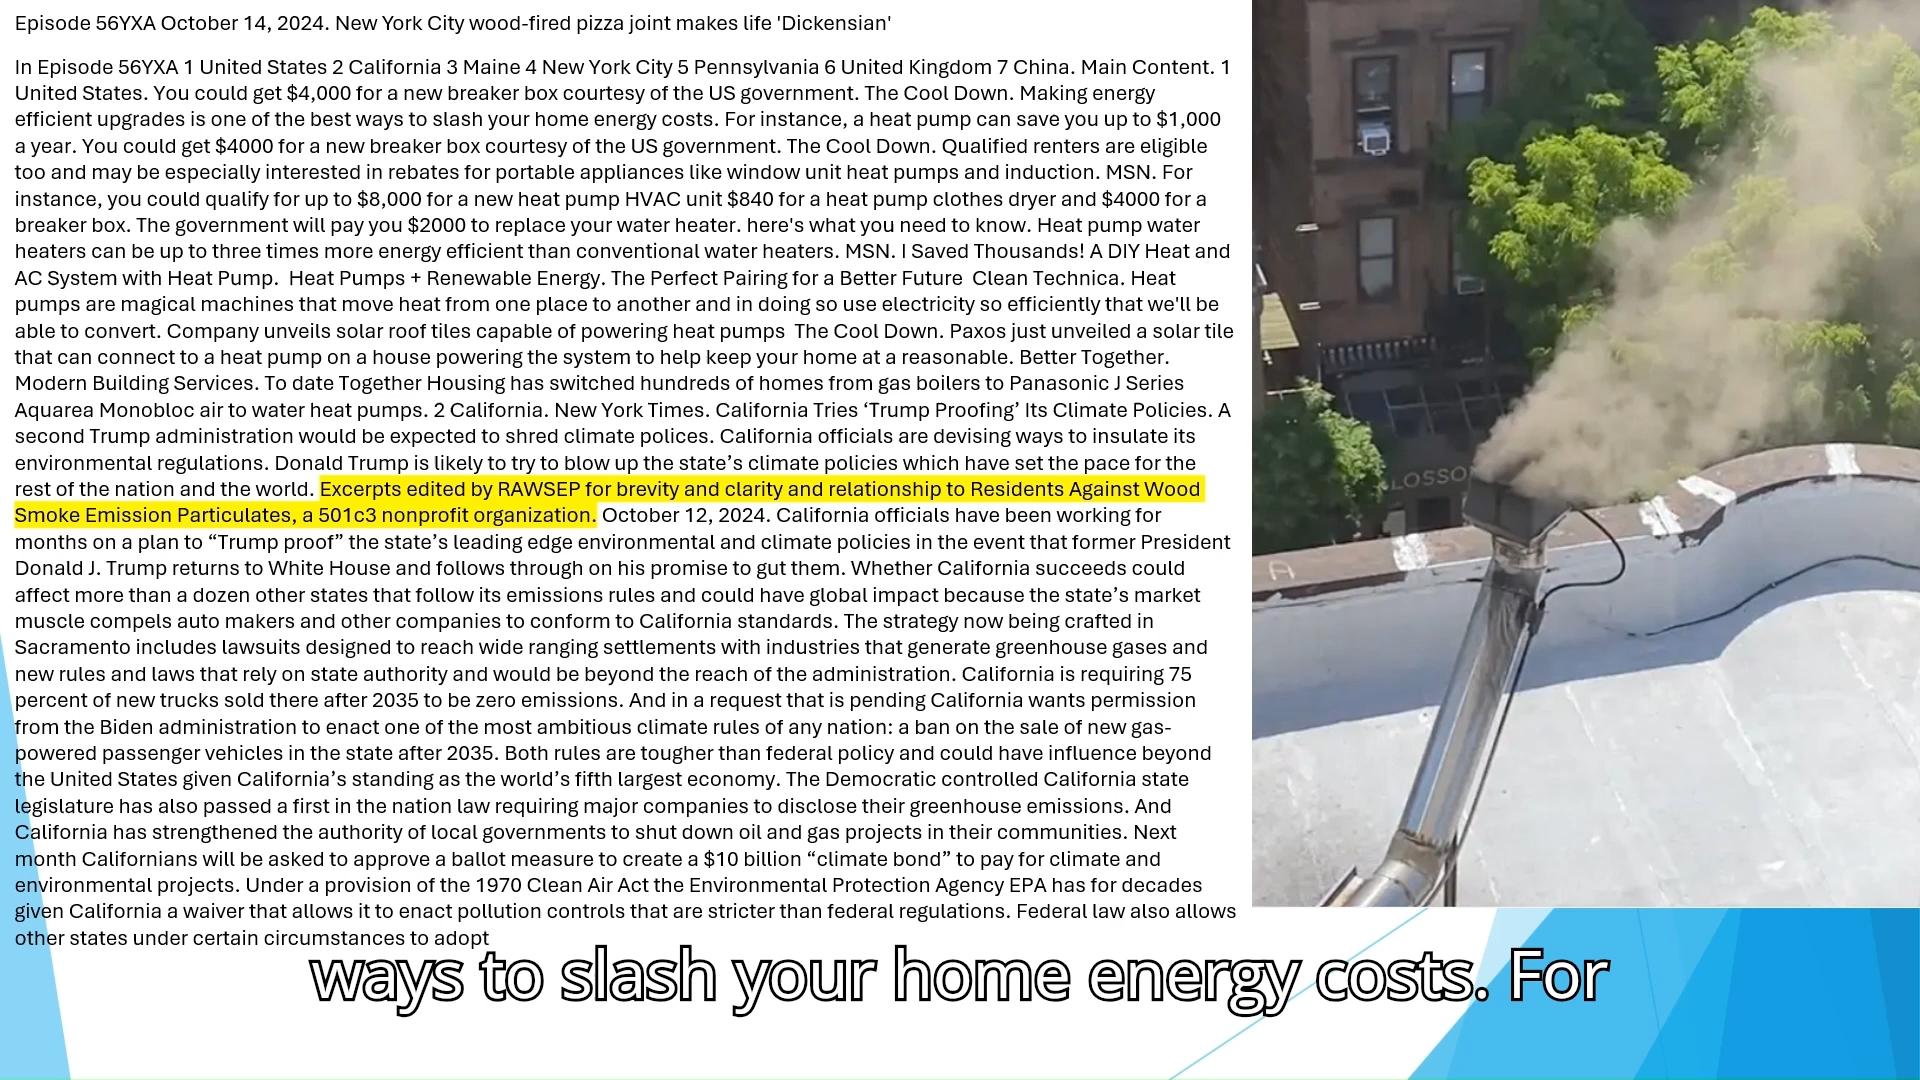 Episode 56YXA October 14, 2024. New York City wood-fired pizza joint makes life 'Dickensian'
In Episode 56YXA 1 United States 2 California 3 Maine 4 New York City 5 Pennsylvania 6 United Kingdom 7 China. Main Content. 1
United States. You could get $4,000 for a new breaker box courtesy of the US government. The Cool Down. Making energy
efficient upgrades is one of the best ways to slash your home energy costs. For instance, a heat pump can save you up to $1,000
a year. You could get $4000 for a new breaker box courtesy of the US government. The Cool Down. Qualified renters are eligible
too and may be especially interested in rebates for portable appliances like window unit heat pumps and induction. MSN. For
instance, you could qualify for up to $8,000 for a new heat pump HVAC unit $840 for a heat pump clothes dryer and $4000 for a
breaker box. The government will pay you $2000 to replace your water heater. here's what you need to know. Heat pump water
heaters can be up to three times more energy efficient than conventional water heaters. MSN. I Saved Thousands! A DIY Heat and
AC System with Heat Pump.  Heat Pumps + Renewable Energy. The Perfect Pairing for a Better Future  Clean Technica. Heat
pumps are magical machines that move heat from one place to another and in doing so use electricity so efficiently that we'll be
able to convert. Company unveils solar roof tiles capable of powering heat pumps  The Cool Down. Paxos just unveiled a solar tile
that can connect to a heat pump on a house powering the system to help keep your home at a reasonable. Better Together.
Modern Building Services. To date Together Housing has switched hundreds of homes from gas boilers to Panasonic J Series
Aquarea Monobloc air to water heat pumps. 2 California. New York Times. California Tries ‘Trump Proofing’ Its Climate Policies. A
second Trump administration would be expected to shred climate polices. California officials are devising ways to insulate its
environmental regulations. Donald Trump is likely to try to blow up the state’s climate policies which have set the pace for the
rest of the nation and the world. Excerpts edited by RAWSEP for brevity and clarity and relationship to Residents Against Wood
Smoke Emission Particulates, a 501c3 nonprofit organization. October 12, 2024. California officials have been working for
months on a plan to “Trump proof” the state’s leading edge environmental and climate policies in the event that former President
Donald J. Trump returns to White House and follows through on his promise to gut them. Whether California succeeds could
affect more than a dozen other states that follow its emissions rules and could have global impact because the state’s market
muscle compels auto makers and other companies to conform to California standards. The strategy now being crafted in
Sacramento includes lawsuits designed to reach wide ranging settlements with industries that generate greenhouse gases and
new rules and laws that rely on state authority and would be beyond the reach of the administration. California is requiring 75
percent of new trucks sold there after 2035 to be zero emissions. And in a request that is pending California wants permission
from the Biden administration to enact one of the most ambitious climate rules of any nation: a ban on the sale of new gas-
powered passenger vehicles in the state after 2035. Both rules are tougher than federal policy and could have influence beyond
the United States given California’s standing as the world’s fifth largest economy. The Democratic controlled California state
legislature has also passed a first in the nation law requiring major companies to disclose their greenhouse emissions. And
California has strengthened the authority of local governments to shut down oil and gas projects in their communities. Next
month Californians will be asked to approve a ballot measure to create a $10 billion “climate bond” to pay for climate and
environmental projects. Under a provision of the 1970 Clean Air Act the Environmental Protection Agency EPA has for decades
given California a waiver that allows it to enact pollution controls that are stricter than federal regulations. Federal law also allows
other states under certain circumstances to adopt
ways to slash your home energy costs. For